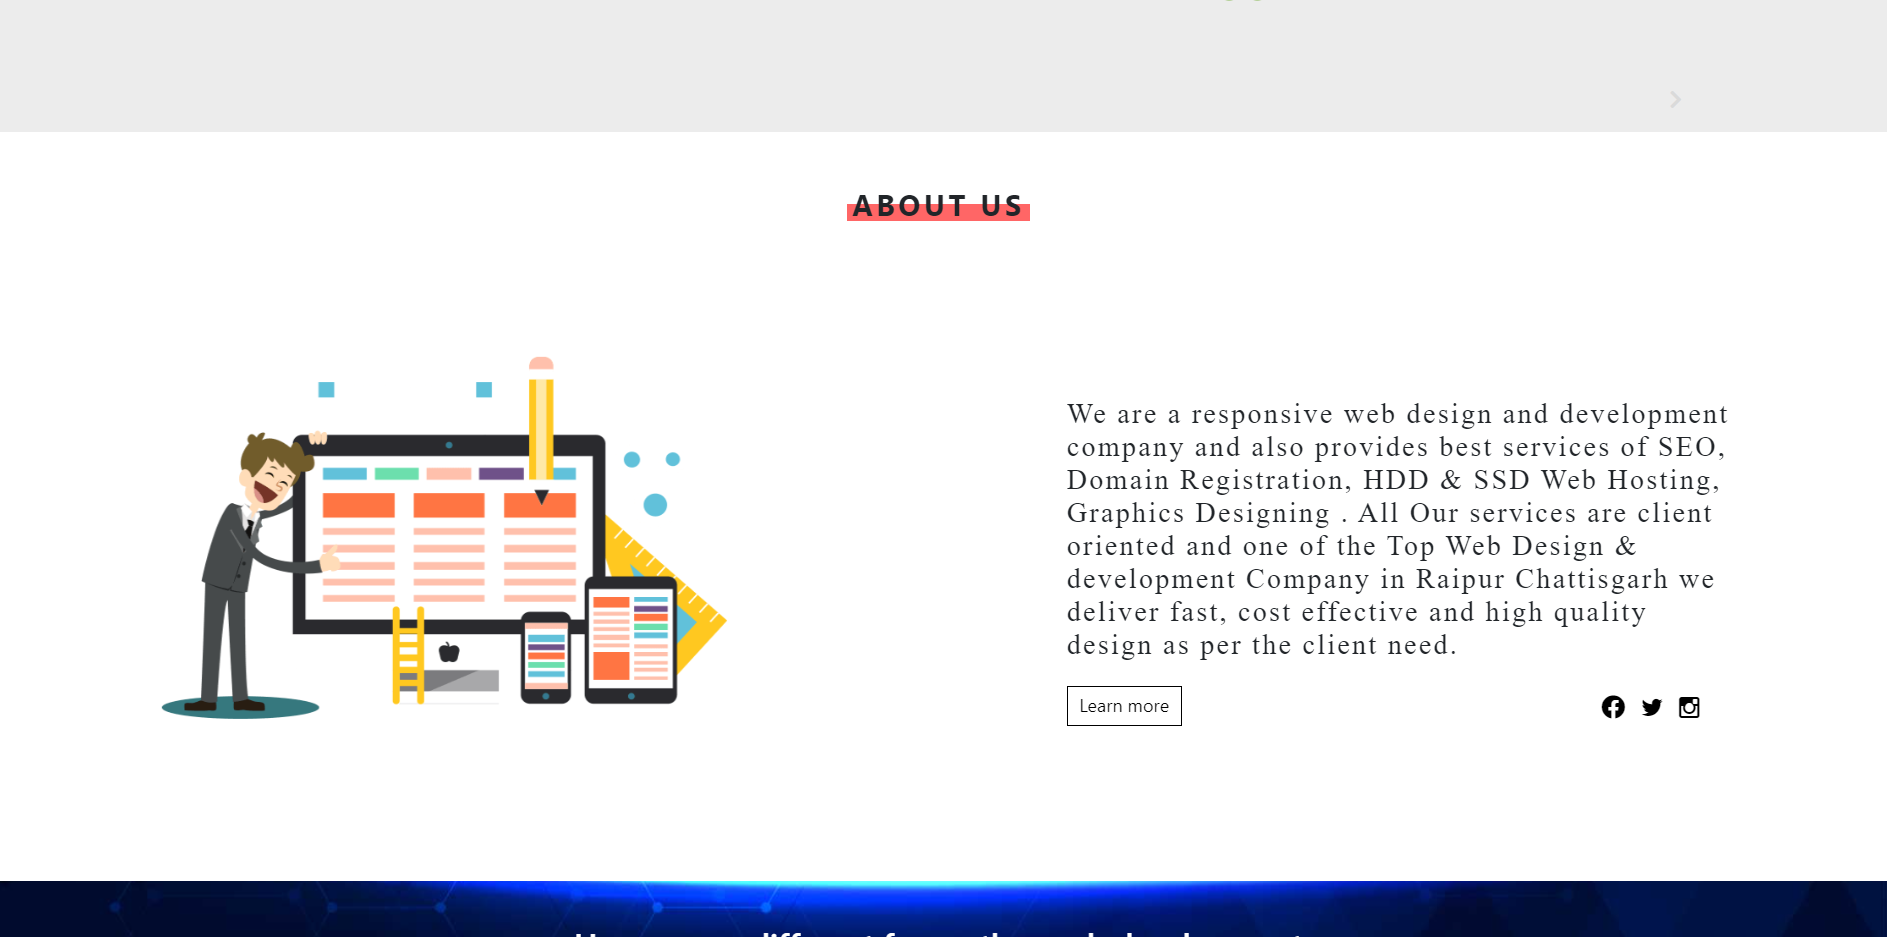 ABOUT US
We are a responsive web design and development
company and also provides best services of SEO,
Domain Registration, HDD & SSD Web Hosting,
Graphics Designing . All Our services are client
oriented and one of the Top Web Design &
development Company in Raipur Chattisgarh we
deliver fast, cost effective and high quality
design as per the client need.
Learn more